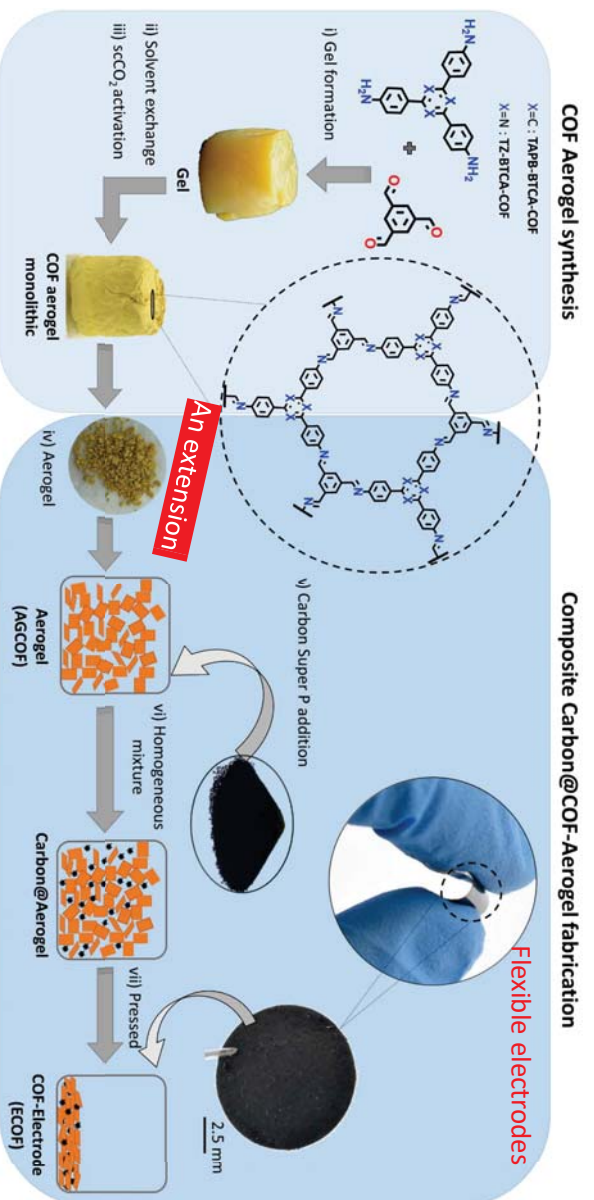 COF Aerogel synthesis
X=C : TAPB-BTCA-COF
X=N : TZ-BTCA-COF
H₂N
NH₂
H₂N
X
X
X
+
O
O
O
i) Gel formation
Gel
ii) Solvent exchange
iii) scCO₂ activation
COF aerogel
monolithic
N
N
N
N
N
N
N
N
N
N
N
N
X
X
X
X
X
X
X
X
X
An extension
Composite Carbon@COF-Aerogel fabrication
iv) Aerogel
v) Carbon Super P addition
Aerogel
(AGCOF)
vi) Homogeneous
mixture
Carbon@Aerogel
Flexible electrodes
vii) Pressed
2.5 mm
COF-Electrode
(ECOF)